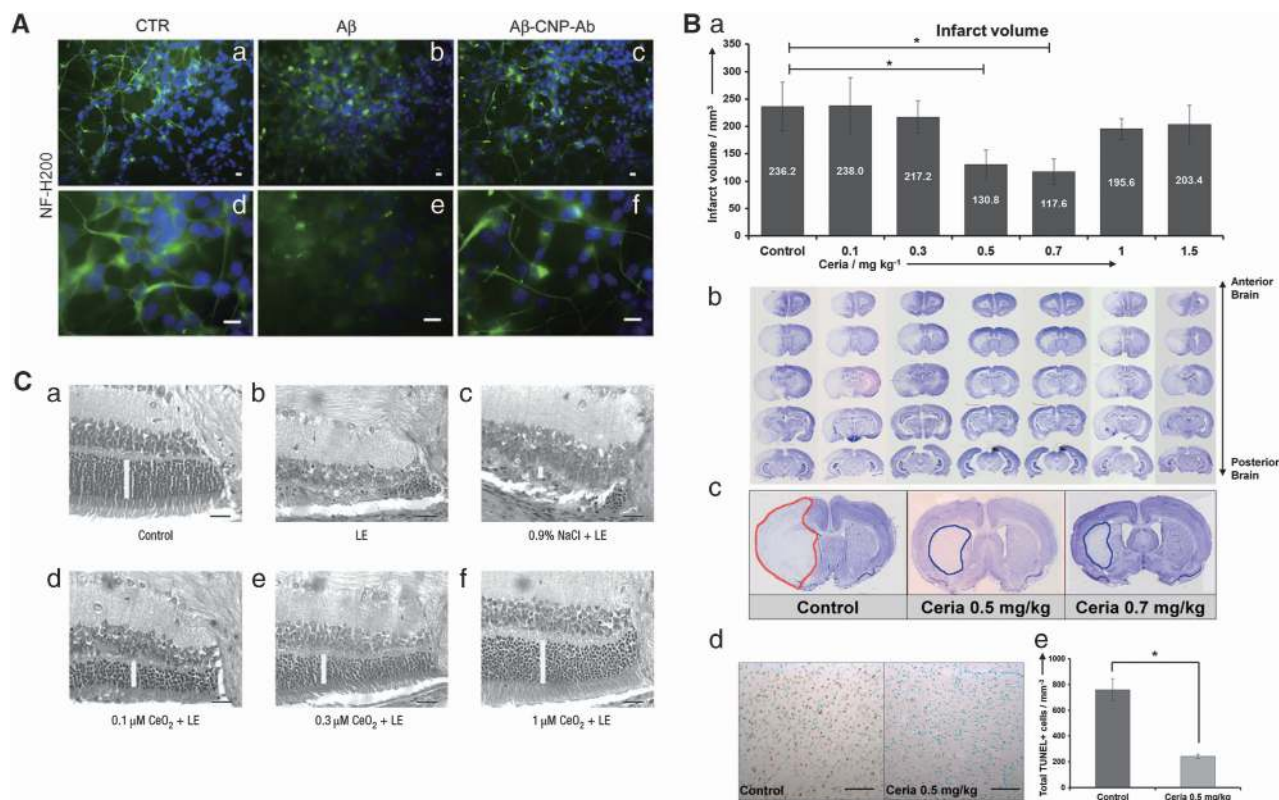 A
CTR
Aβ
Aβ-CNP-Ab
NF-H200
a
b
c
d
e
f
B
a
Infarct volume
*
*
Infarct volume / mm³
350
300
250
200
150
100
50
0
236.2
238.0
217.2
130.8
117.6
195.6
203.4
Control
0.1
0.3
0.5
0.7
1
1.5
Ceria / mg kg⁻¹
b
Anterior
Brain
Posterior
Brain
c
Control
Ceria 0.5 mg/kg
Ceria 0.7 mg/kg
d
Control
Ceria 0.5 mg/kg
e
Total TUNEL+ cells / mm⁻³
1000
800
600
400
200
0
*
Control
Ceria 0.5 mg/kg
C
a
b
c
Control
LE
0.9% NaCl + LE
d
e
f
0.1 μM CeO₂ + LE
0.3 μM CeO₂ + LE
1 μM CeO₂ + LE